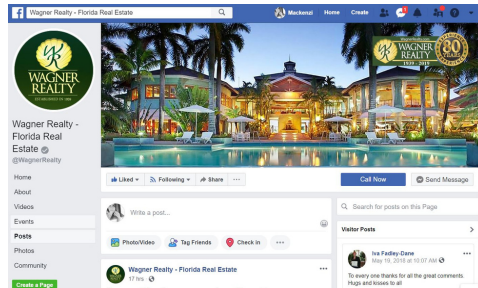 Wagner Realty - Florida Real Estate
Mackenzi
Home
Create
WAGNER
REALTY
ESTABLISHED IN 1939
WAGNER
REALTY
1939 - 2019
80
YEARS
Wagner Realty -
Florida Real
Estate
@WagnerRealty
Home
About
Videos
Events
Posts
Photos
Community
Create a Page
Liked
Following
Share
Call Now
Send Message
Write a post...
Photo/Video
Tag Friends
Check in
Wagner Realty - Florida Real Estate
17 hrs
Search for posts on this Page
Visitor Posts
Iva Fadley-Dane
May 19, 2018 at 10:07 AM
To every one thanks for all the great comments.
Hugs and kisses to all